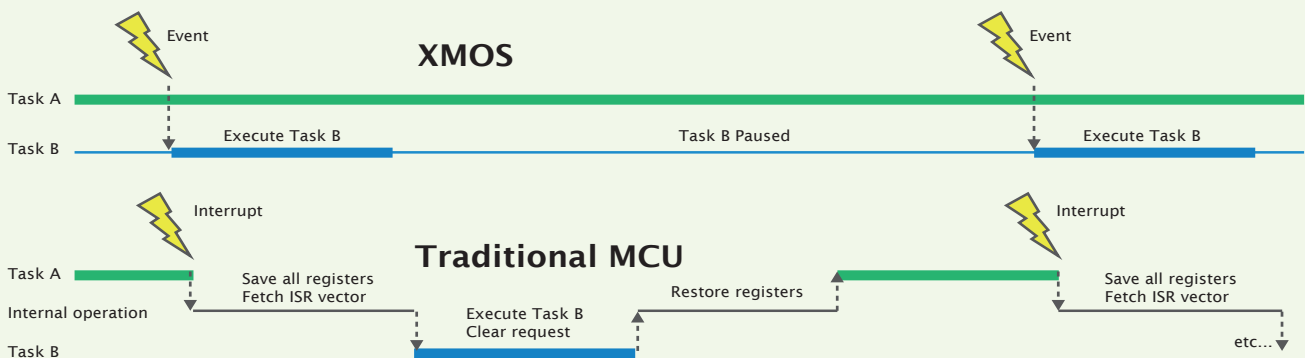 Event
XMOS
Event
Task A
Execute Task B
Task B Paused
Execute Task B
Task B
Interrupt
Interrupt
Traditional MCU
Task A
Save all registers
Fetch ISR vector
Restore registers
Save all registers
Fetch ISR vector
Internal operation
Execute Task B
Clear request
etc...
Task B